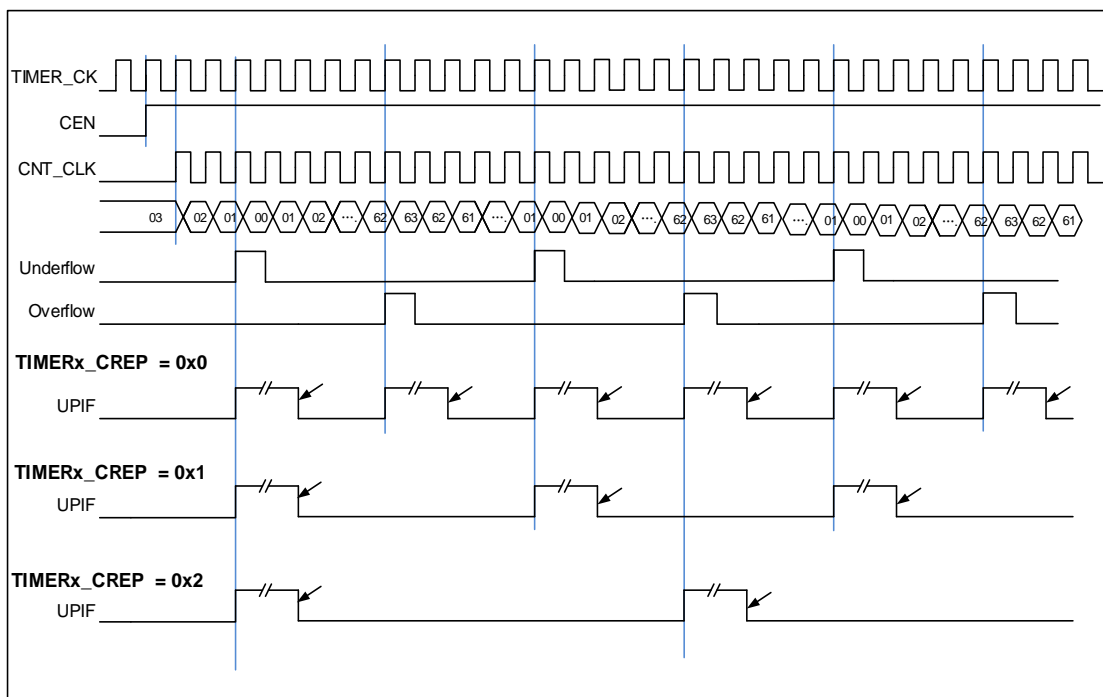 TIMER_CK
CEN
CNT_CLK
03 02 01 00 01 02 .... 62 63 62 61 .... 01 00 01 02 .... 62 63 62 61 .... 01 00 01 02 .... 62 63 62 61
Underflow
Overflow
TIMERx_CREP = 0x0
UPIF
TIMERx_CREP = 0x1
UPIF
TIMERx_CREP = 0x2
UPIF